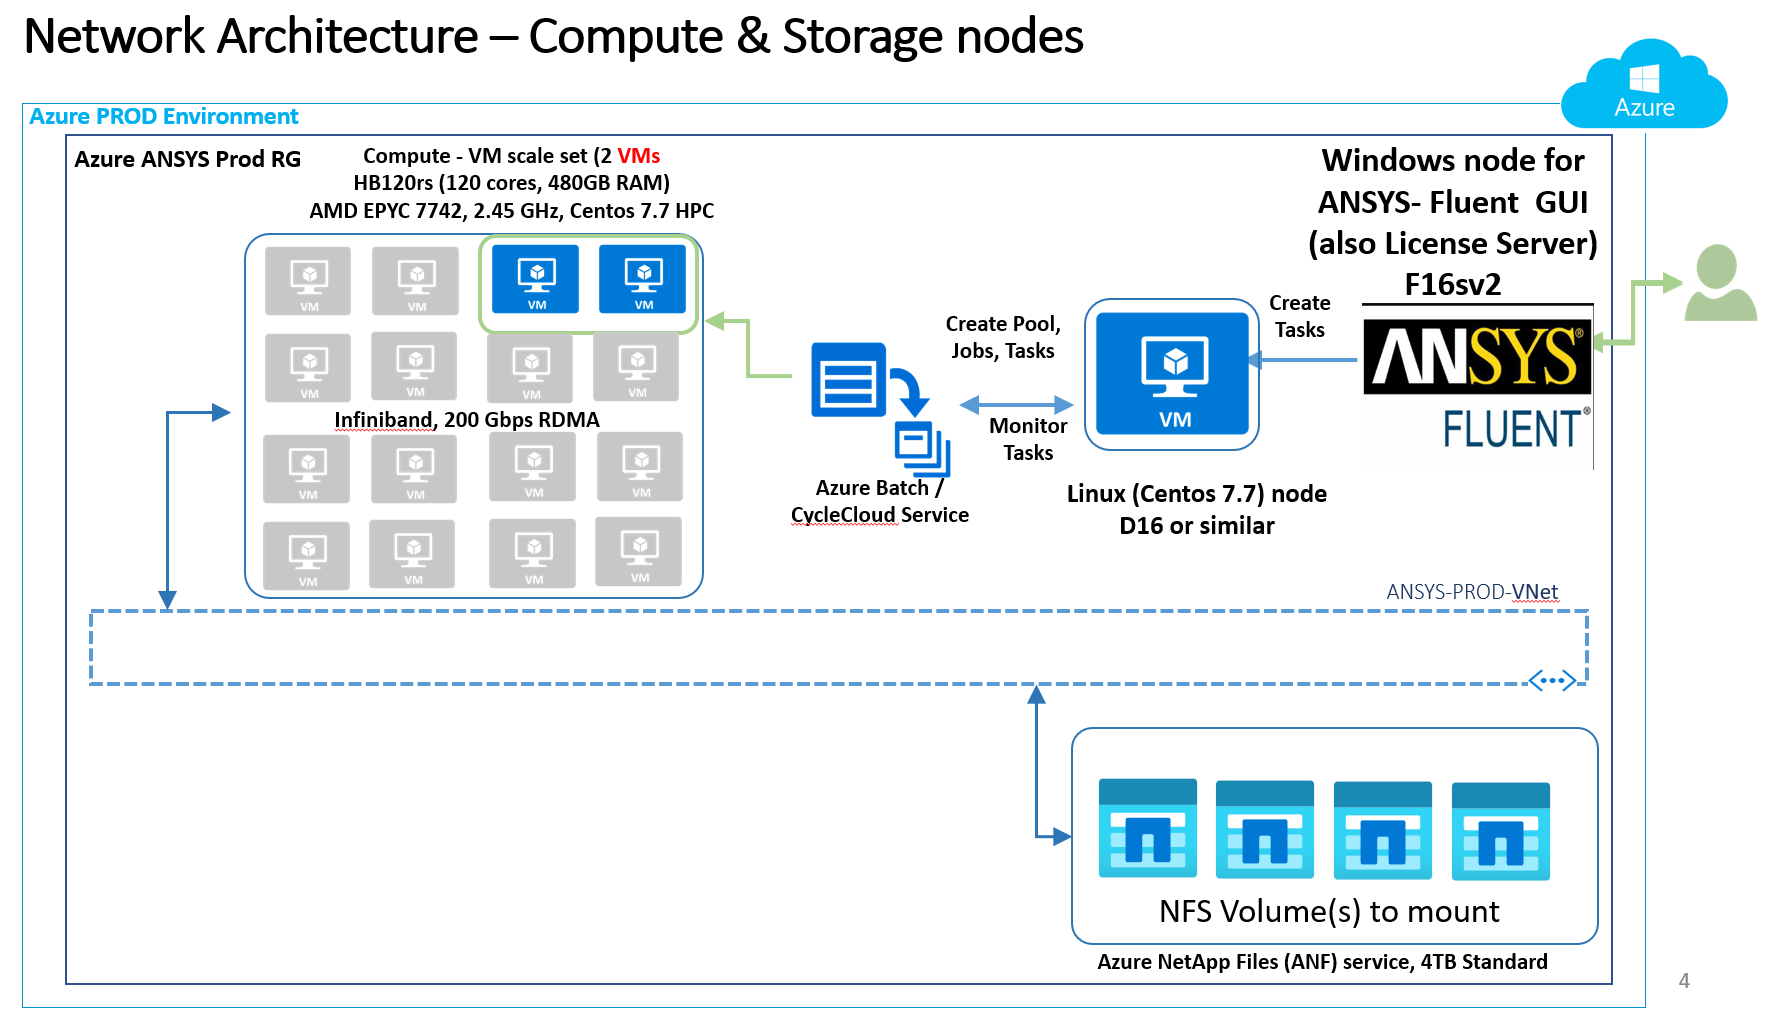 Network Architecture – Compute & Storage nodes
Azure
Azure PROD Environment
Azure ANSYS Prod RG
Compute - VM scale set (2 VMs
HB120rs (120 cores, 480GB RAM)
AMD EPYC 7742, 2.45 GHz, Centos 7.7 HPC
Windows node for
ANSYS- Fluent  GUI
(also License Server)
F16sv2
VM
VM
VM
VM
VM
VM
VM
VM
Infiniband, 200 Gbps RDMA
VM
VM
VM
VM
VM
VM
VM
VM
Create Pool,
Jobs, Tasks
Monitor
Tasks
Azure Batch /
CycleCloud Service
VM
Linux (Centos 7.7) node
D16 or similar
Create
Tasks
ANSYS®
FLUENT®
ANSYS-PROD-VNet
NFS Volume(s) to mount
Azure NetApp Files (ANF) service, 4TB Standard
4